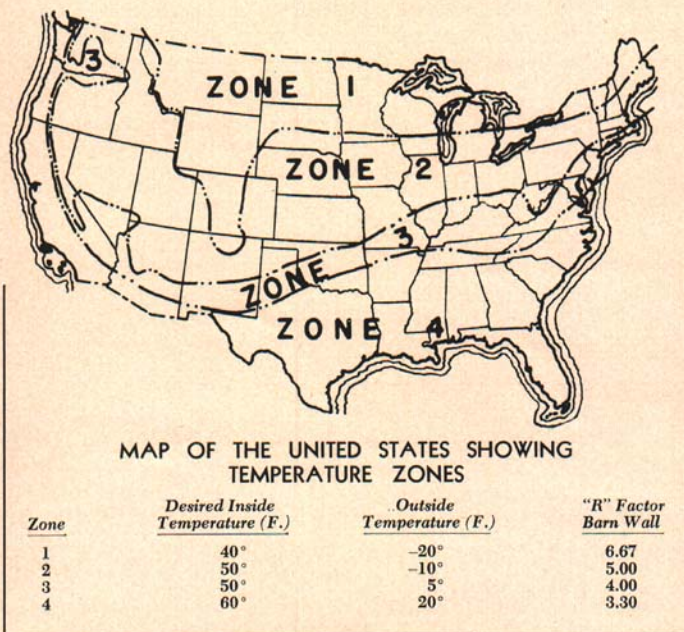 3
ZONE 1
ZONE 2
ZONE 3
ZONE 4
MAP OF THE UNITED STATES SHOWING
TEMPERATURE ZONES
Zone Desired Inside Temperature (F.) Outside Temperature (F.) "R" Factor Barn Wall
1 40° –20° 6.67
2 50° –10° 5.00
3 50° 5° 4.00
4 60° 20° 3.30